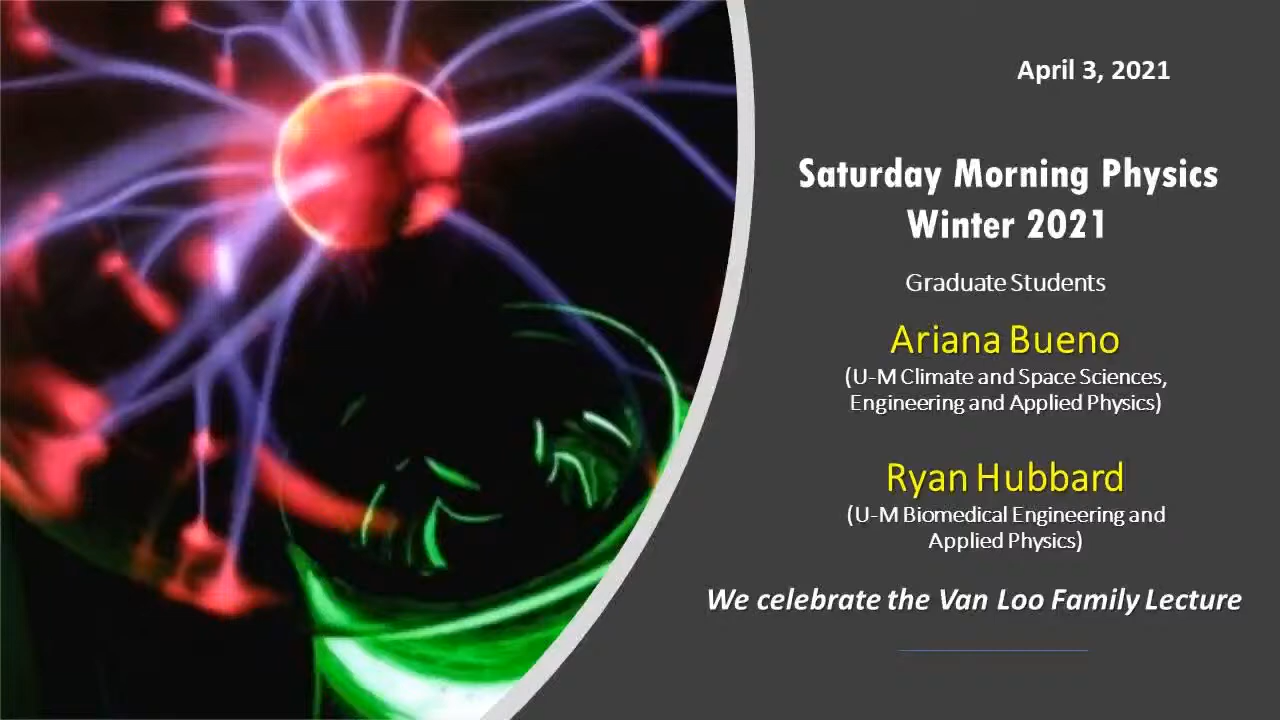 April 3, 2021
Saturday Morning Physics
Winter 2021
Graduate Students
Ariana Bueno
(U-M Climate and Space Sciences,
Engineering and Applied Physics)
Ryan Hubbard
(U-M Biomedical Engineering and
Applied Physics)
We celebrate the Van Loo Family Lecture